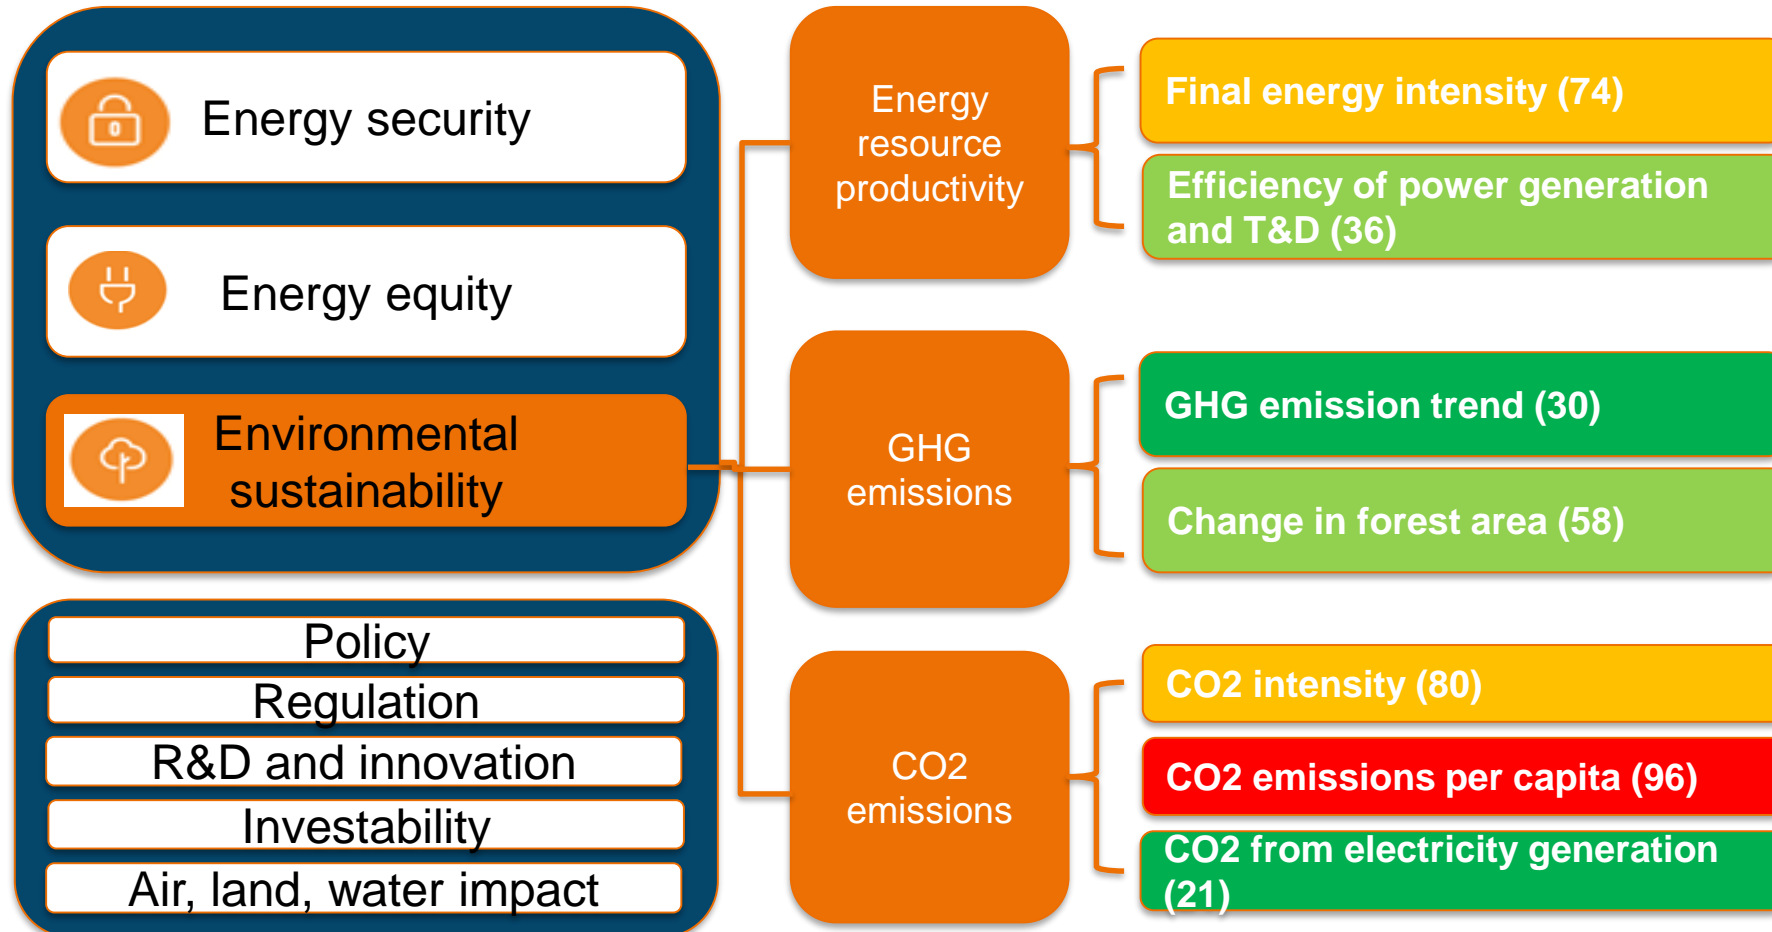 Energy security
Energy equity
Environmental
sustainability
Policy
Regulation
R&D and innovation
Investability
Air, land, water impact
Energy
resource
productivity
GHG
emissions
CO2
emissions
Final energy intensity (74)
Efficiency of power generation
and T&D (36)
GHG emission trend (30)
Change in forest area (58)
CO2 intensity (80)
CO2 emissions per capita (96)
CO2 from electricity generation
(21)